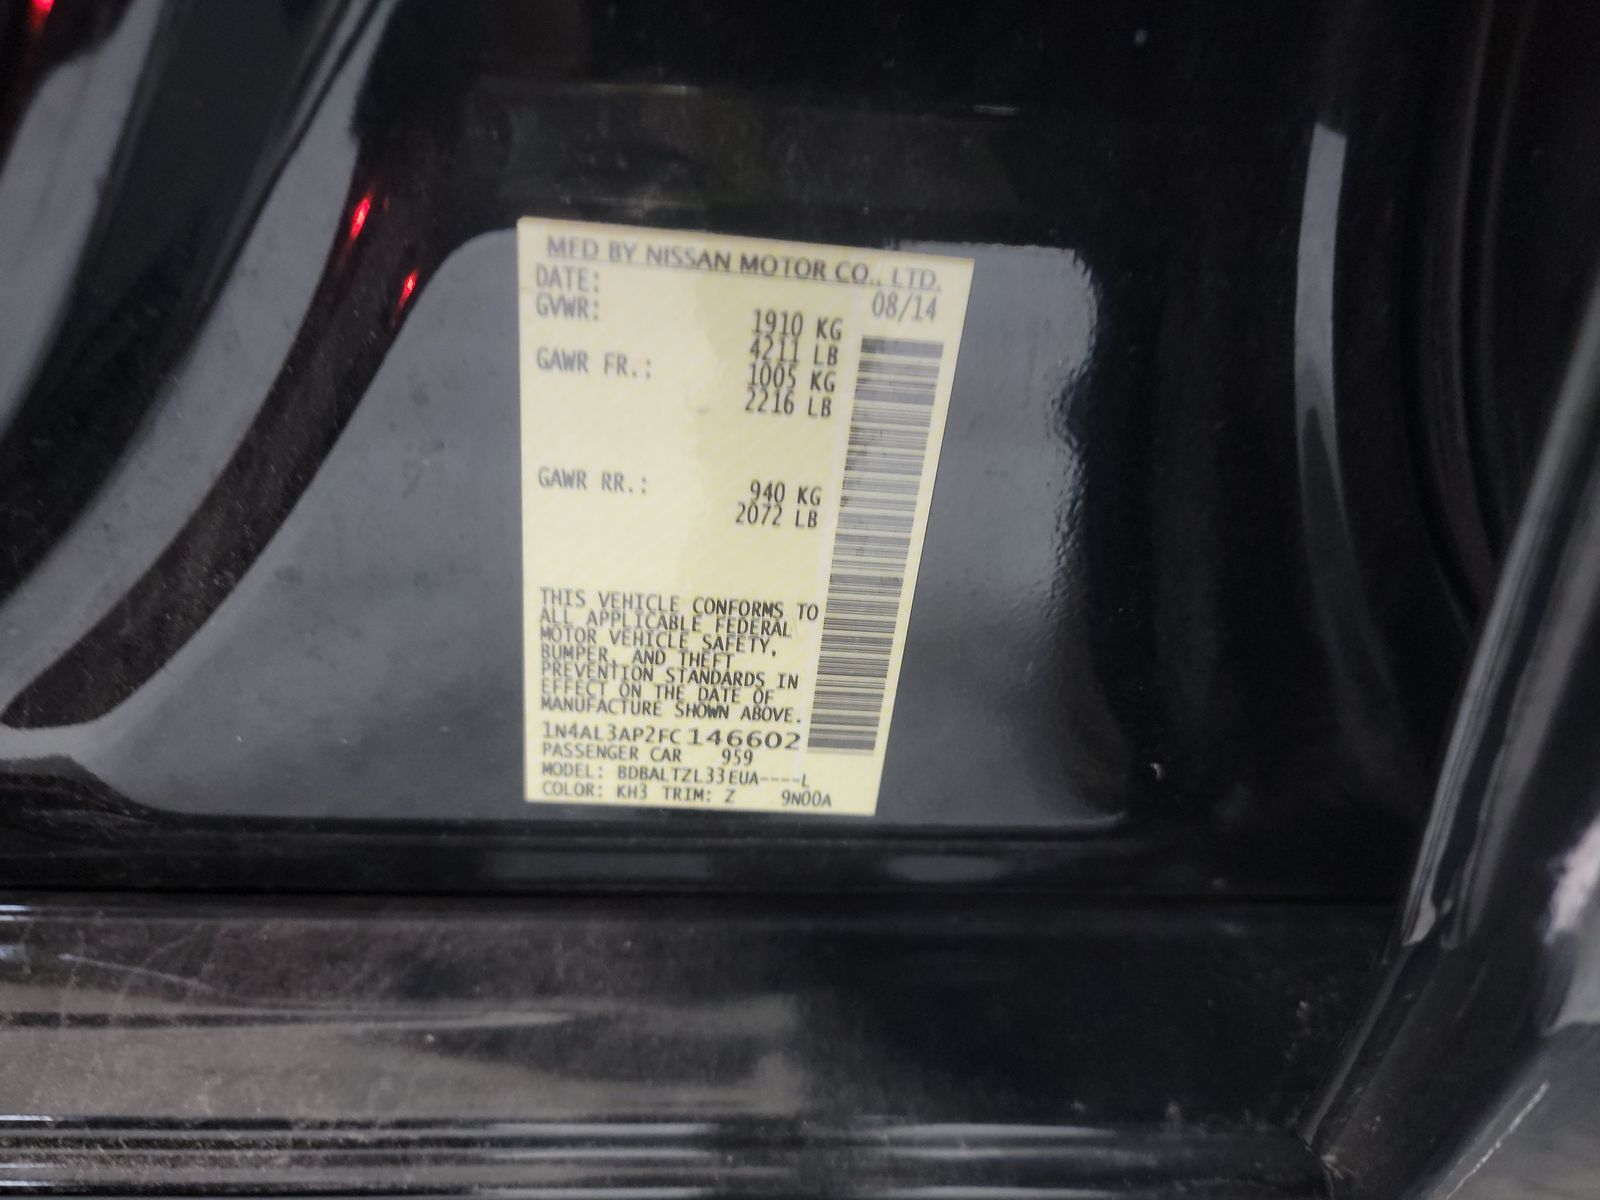 MFD BY NISSAN MOTOR CO., LTD.
DATE: 08/14
GVWR: 1910 KG
4211 LB
GAWR FR.: 1005 KG
2216 LB
GAWR RR.: 940 KG
2072 LB
THIS VEHICLE CONFORMS TO
ALL APPLICABLE FEDERAL
MOTOR VEHICLE SAFETY,
BUMPER, AND THEFT
PREVENTION STANDARDS IN
EFFECT ON THE DATE OF
MANUFACTURE SHOWN ABOVE.
1N4AL3AP2FC146602
PASSENGER CAR 959
MODEL: BDBALTZL33EUA----L
COLOR: KH3 TRIM: Z 9N00A